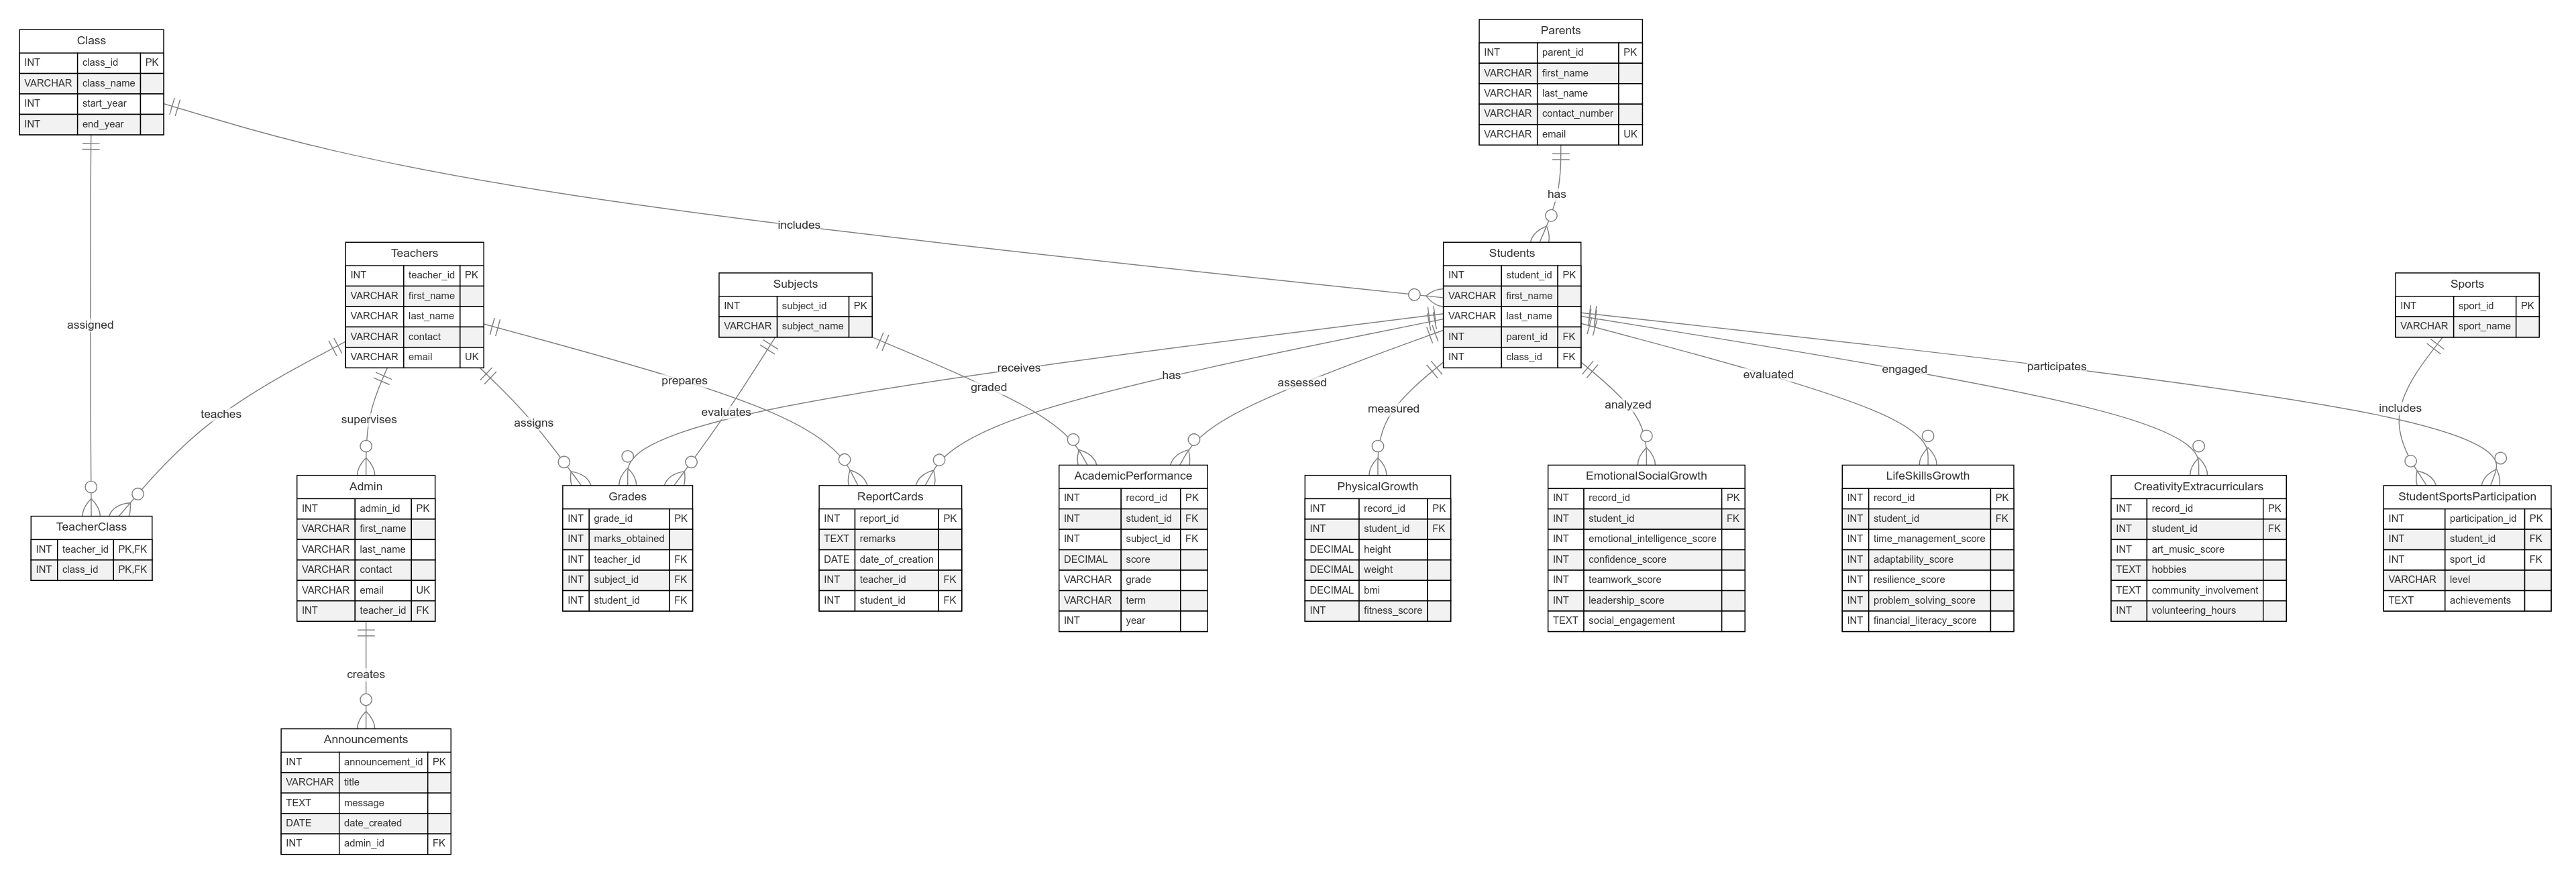 Class
INT class_id PK
VARCHAR class_name
INT start_year
INT end_year
Parents
INT parent_id PK
VARCHAR first_name
VARCHAR last_name
VARCHAR contact_number
VARCHAR email UK
has
includes
assigned
Teachers
INT teacher_id PK
VARCHAR first_name
VARCHAR last_name
VARCHAR contact
VARCHAR email UK
Subjects
INT subject_id PK
VARCHAR subject_name
Students
INT student_id PK
VARCHAR first_name
VARCHAR last_name
INT parent_id FK
INT class_id FK
Sports
INT sport_id PK
VARCHAR sport_name
teaches
supervises
assigns
prepares
evaluates
receives
graded
has
assessed
measured
analyzed
evaluated
engaged
participates
includes
TeacherClass
INT teacher_id PK,FK
INT class_id PK,FK
Admin
INT admin_id PK
VARCHAR first_name
VARCHAR last_name
VARCHAR contact
VARCHAR email UK
INT teacher_id FK
Grades
INT grade_id PK
INT marks_obtained
INT teacher_id FK
INT subject_id FK
INT student_id FK
ReportCards
INT report_id PK
TEXT remarks
DATE date_of_creation
INT teacher_id FK
INT student_id FK
AcademicPerformance
INT record_id PK
INT student_id FK
INT subject_id FK
DECIMAL score
VARCHAR grade
VARCHAR term
INT year
PhysicalGrowth
INT record_id PK
INT student_id FK
DECIMAL height
DECIMAL weight
DECIMAL bmi
INT fitness_score
EmotionalSocialGrowth
INT record_id PK
INT student_id FK
INT emotional_intelligence_score
INT confidence_score
INT teamwork_score
INT leadership_score
TEXT social_engagement
LifeSkillsGrowth
INT record_id PK
INT student_id FK
INT time_management_score
INT adaptability_score
INT resilience_score
INT problem_solving_score
INT financial_literacy_score
CreativityExtracurriculars
INT record_id PK
INT student_id FK
INT art_music_score
TEXT hobbies
TEXT community_involvement
INT volunteering_hours
StudentSportsParticipation
INT participation_id PK
INT student_id FK
INT sport_id FK
VARCHAR level
TEXT achievements
creates
Announcements
INT announcement_id PK
VARCHAR title
TEXT message
DATE date_created
INT admin_id FK